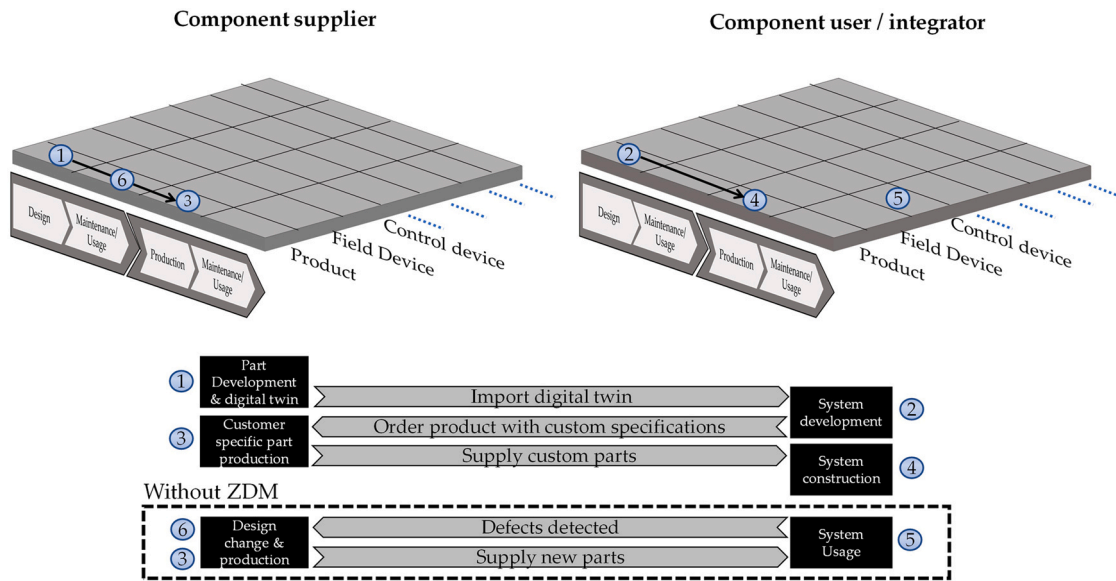 Component supplier
Component user / integrator
1
6
3
2
4
5
Design
Maintenance/
Usage
Production
Maintenance/
Usage
Product
Field Device
Control device
Design
Maintenance/
Usage
Production
Maintenance/
Usage
Product
Field Device
Control device
1
Part
Development
& digital twin
Import digital twin
System
development
2
3
Customer
specific part
production
Order product with custom specifications
Supply custom parts
System
construction
4
Without ZDM
6
3
Design
change &
production
Defects detected
Supply new parts
System
Usage
5